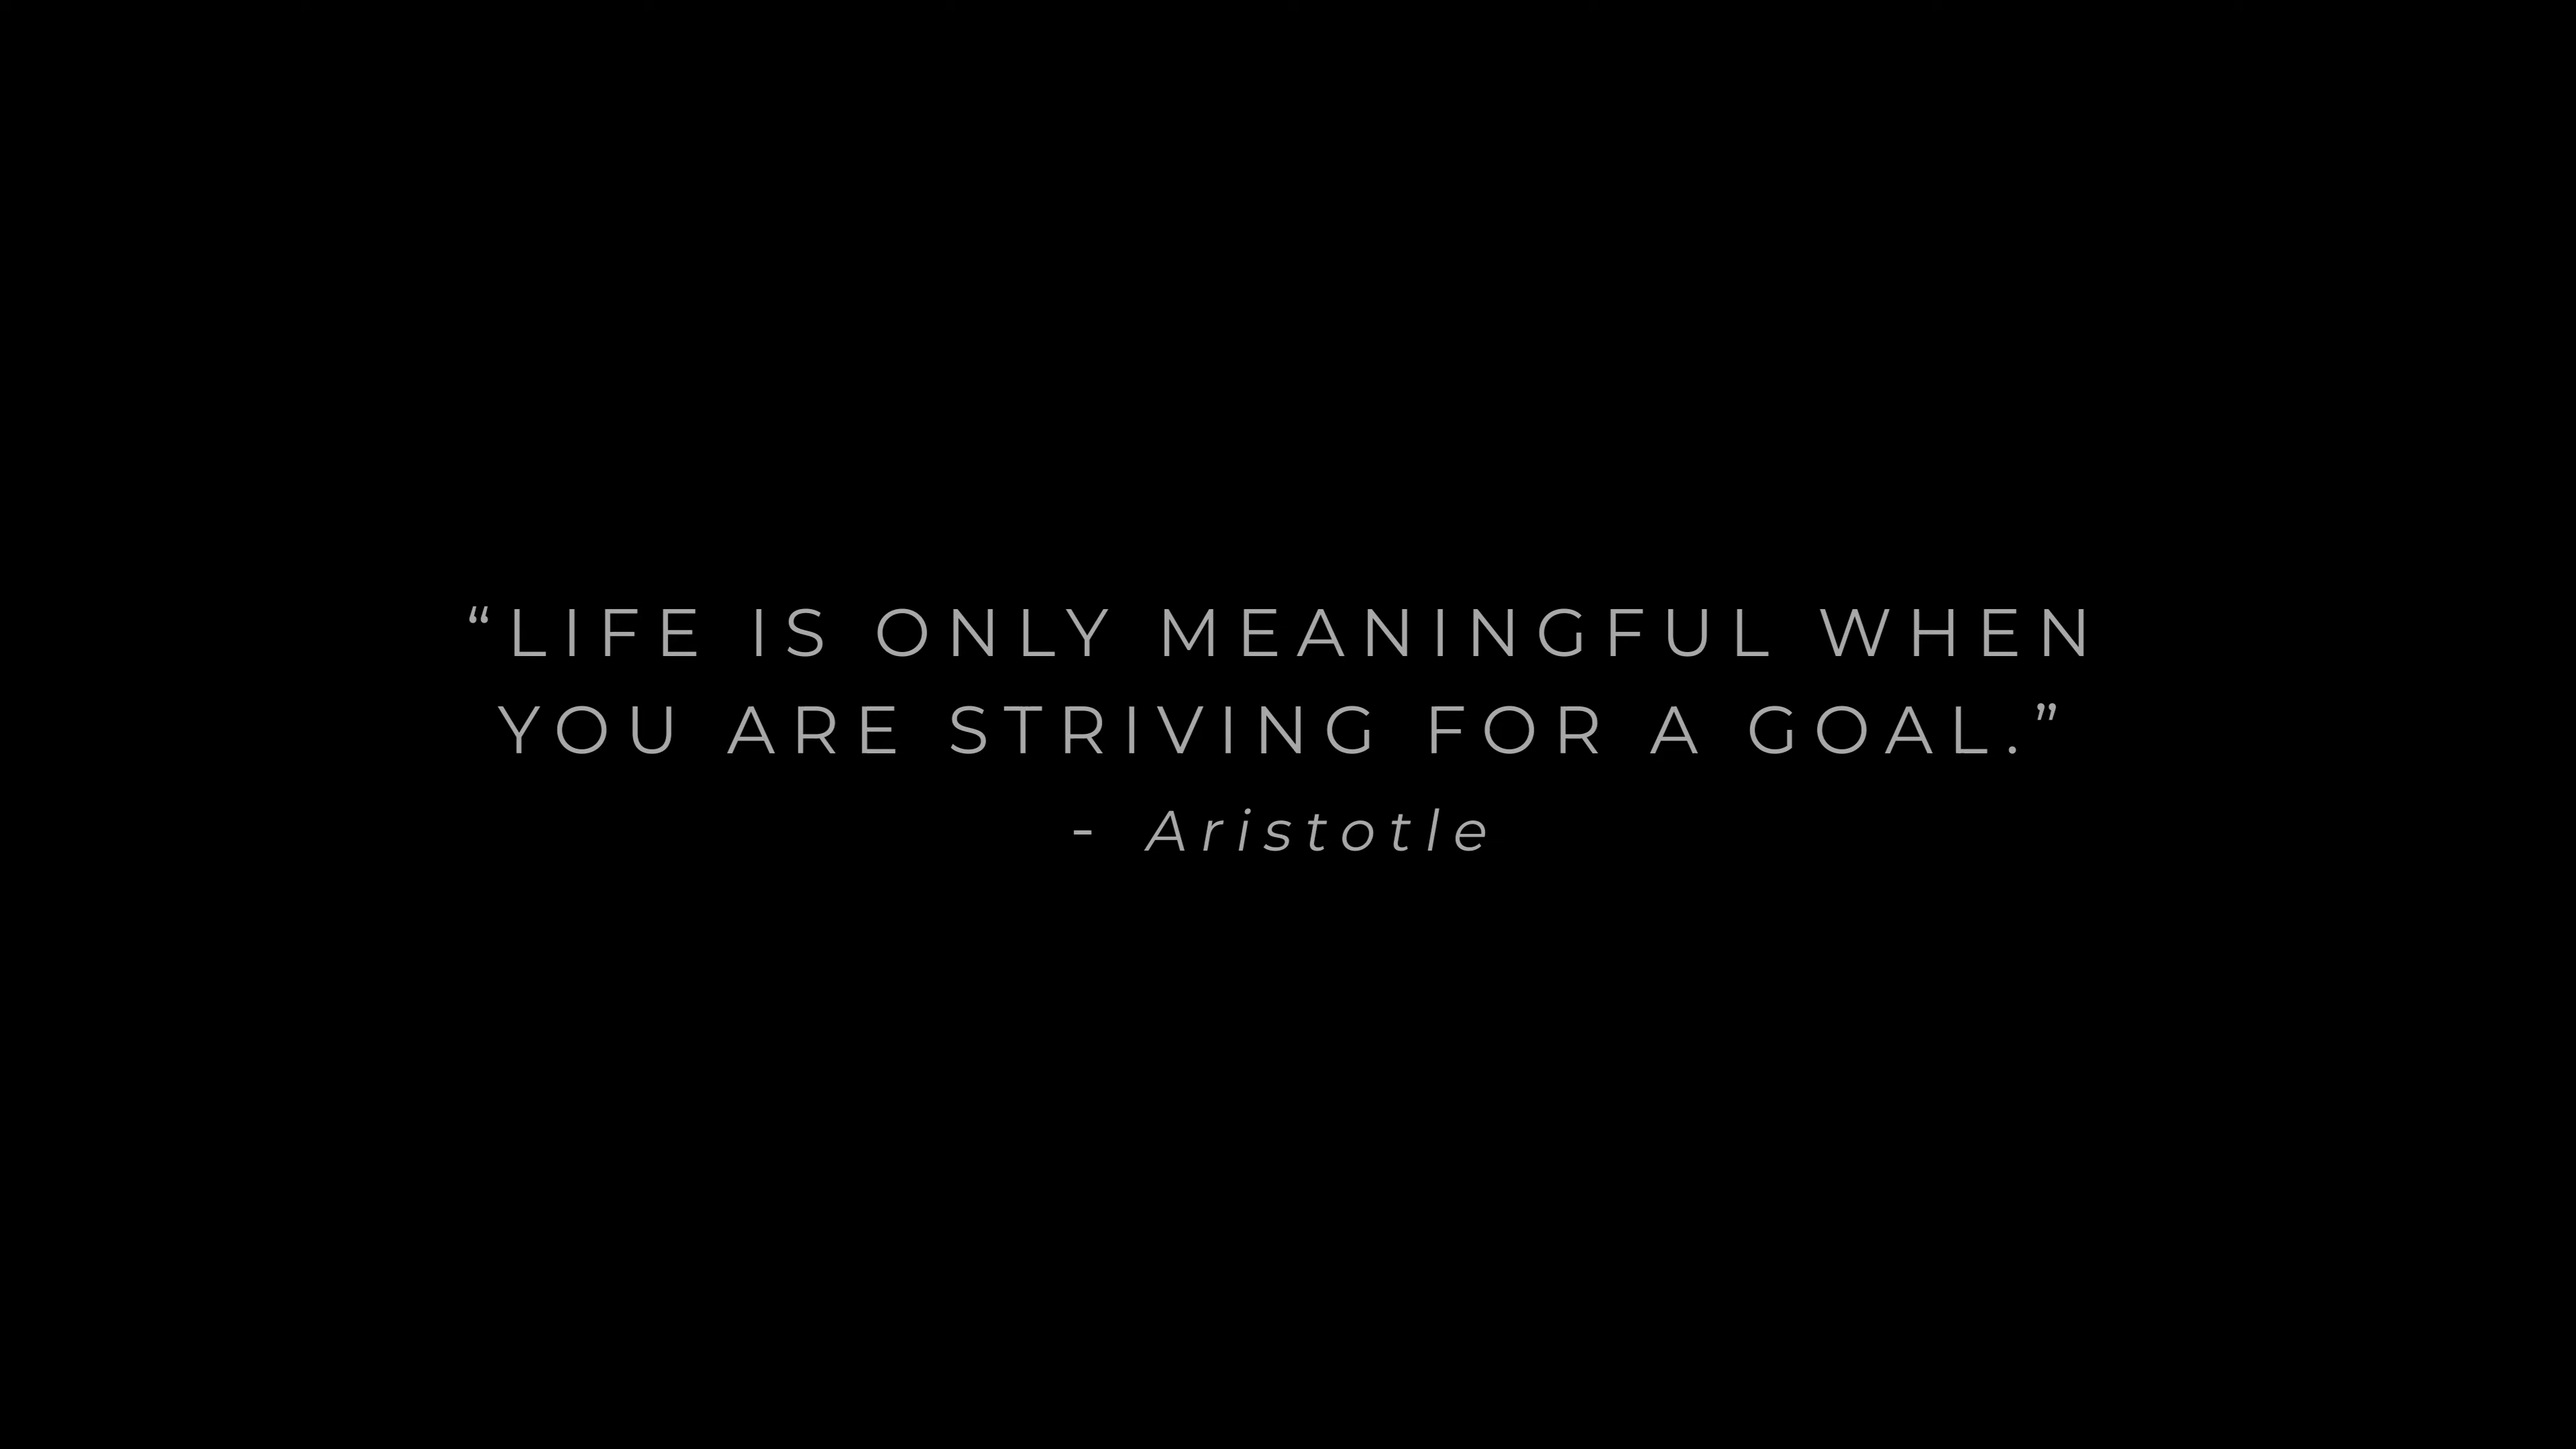 “LIFE IS ONLY MEANINGFUL WHEN
YOU ARE STRIVING FOR A GOAL.”
- Aristotle